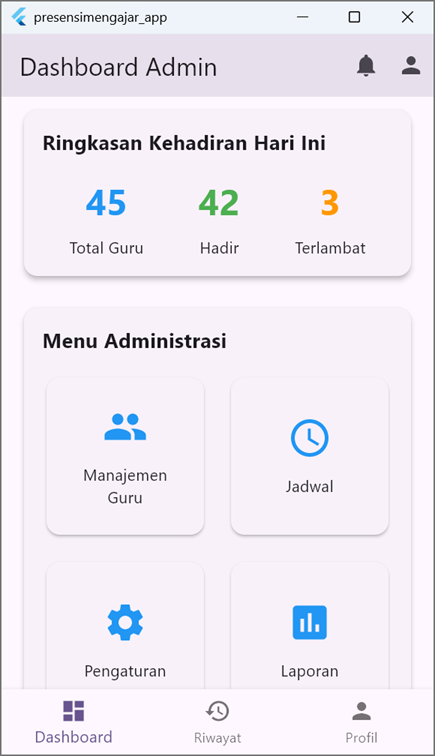 presensimengajar_app
Dashboard Admin
Ringkasan Kehadiran Hari Ini
45 42 3
Total Guru Hadir Terlambat
Menu Administrasi
Manajemen
Guru
Jadwal
Pengaturan Laporan
Dashboard Riwayat Profil